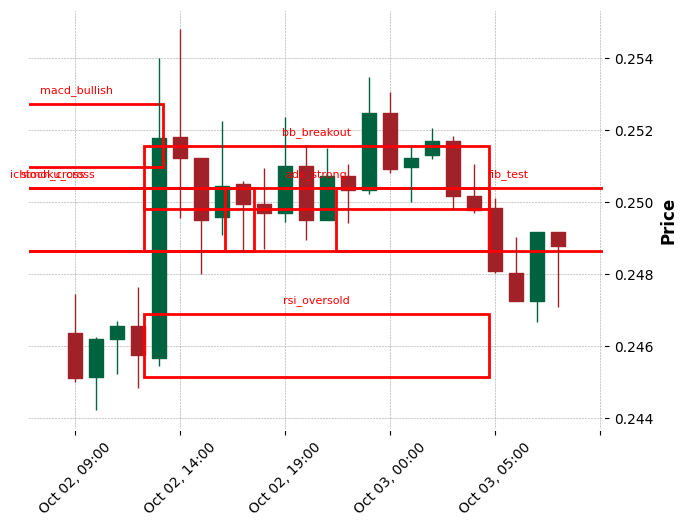 macd_bullish
bb_breakout
adx_strong
fib_test
rsi_oversold
0.254
0.252
0.250
0.248
0.246
0.244
Price
Oct 02, 09:00
Oct 02, 14:00
Oct 02, 19:00
Oct 03, 00:00
Oct 03, 05:00